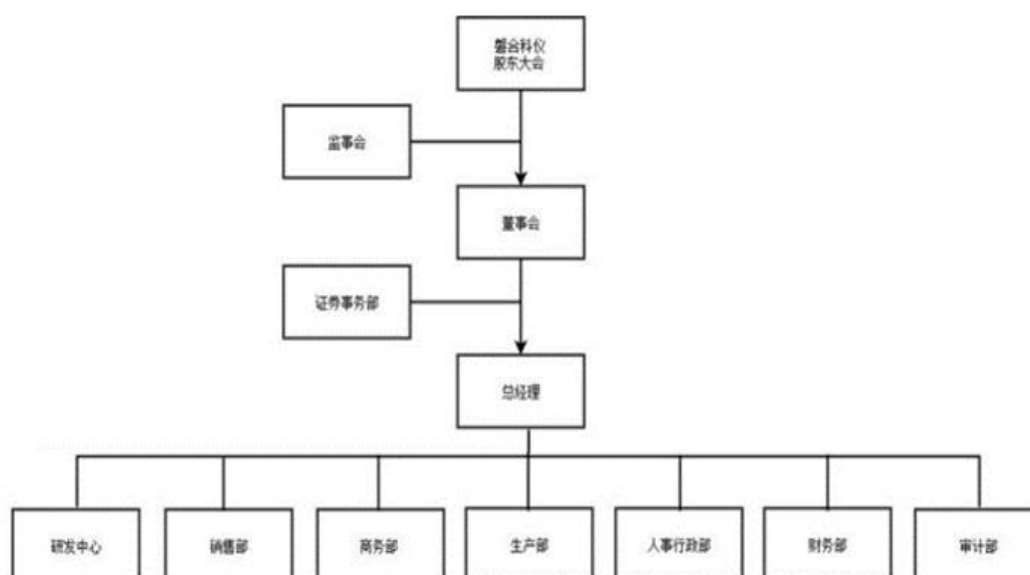 磐合科仪
股东大会
监事会
董事会
证券事务部
总经理
研发中心
销售部
商务部
生产部
人事行政部
财务部
审计部